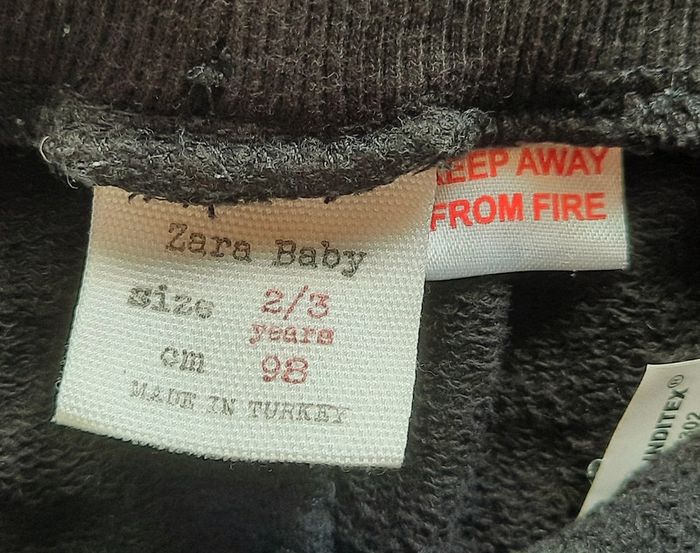 Zara Baby
size 2/3
years
cm 98
MADE IN TURKEY
KEEP AWAY
FROM FIRE
INDITEX®